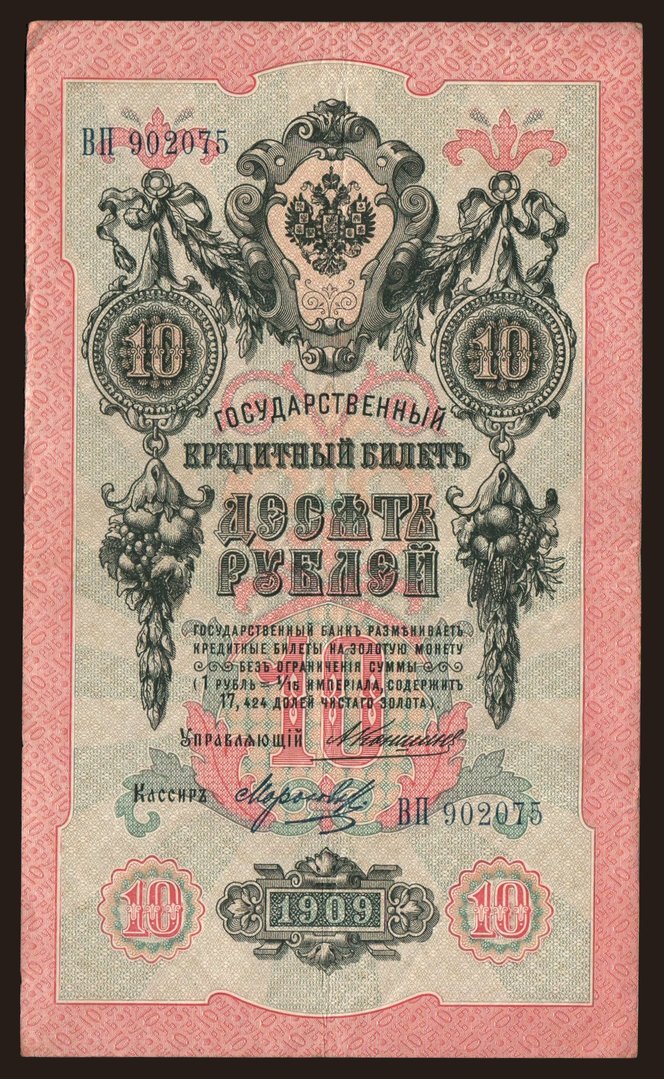 ВП 902075
10 10
ГОСУДАРСТВЕННЫЙ
КРЕДИТНЫЙ БИЛЕТЪ
ДЕСЯТЬ
РУБЛЕЙ
10
ГОСУДАРСТВЕННЫЙ БАНКЪ РАЗМѢНИВАЕТЪ
КРЕДИТНЫЕ БИЛЕТЫ НА ЗОЛОТУЮ МОНЕТУ
БЕЗЪ ОГРАНИЧЕНІЯ СУММЫ
(1 РУБЛЬ = 1/15 ИМПЕРІАЛА, СОДЕРЖИТЪ
17,424 ДОЛЕЙ ЧИСТАГО ЗОЛОТА)
УПРАВЛЯЮЩІЙ
КАССИРЪ
ВП 902075
10 1909 10